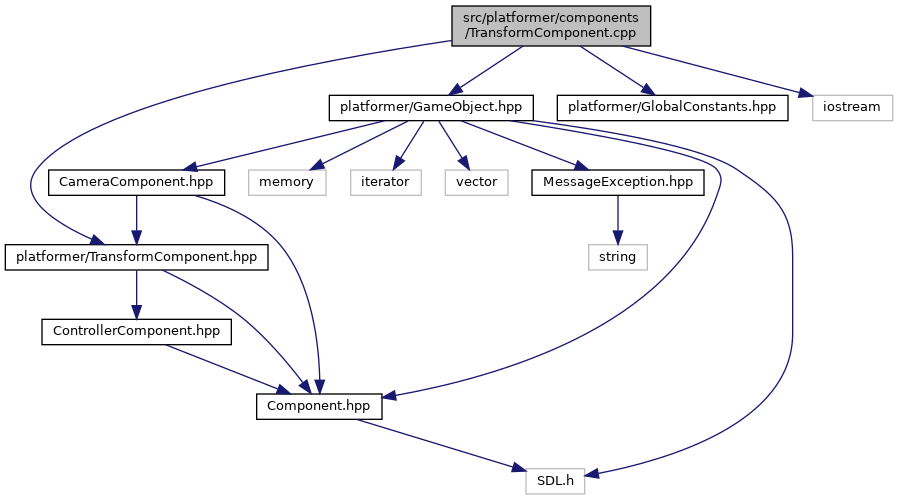 src/platformer/components
/TransformComponent.cpp
platformer/GameObject.hpp
platformer/GlobalConstants.hpp
iostream
CameraComponent.hpp
memory
iterator
vector
MessageException.hpp
platformer/TransformComponent.hpp
string
ControllerComponent.hpp
Component.hpp
SDL.h